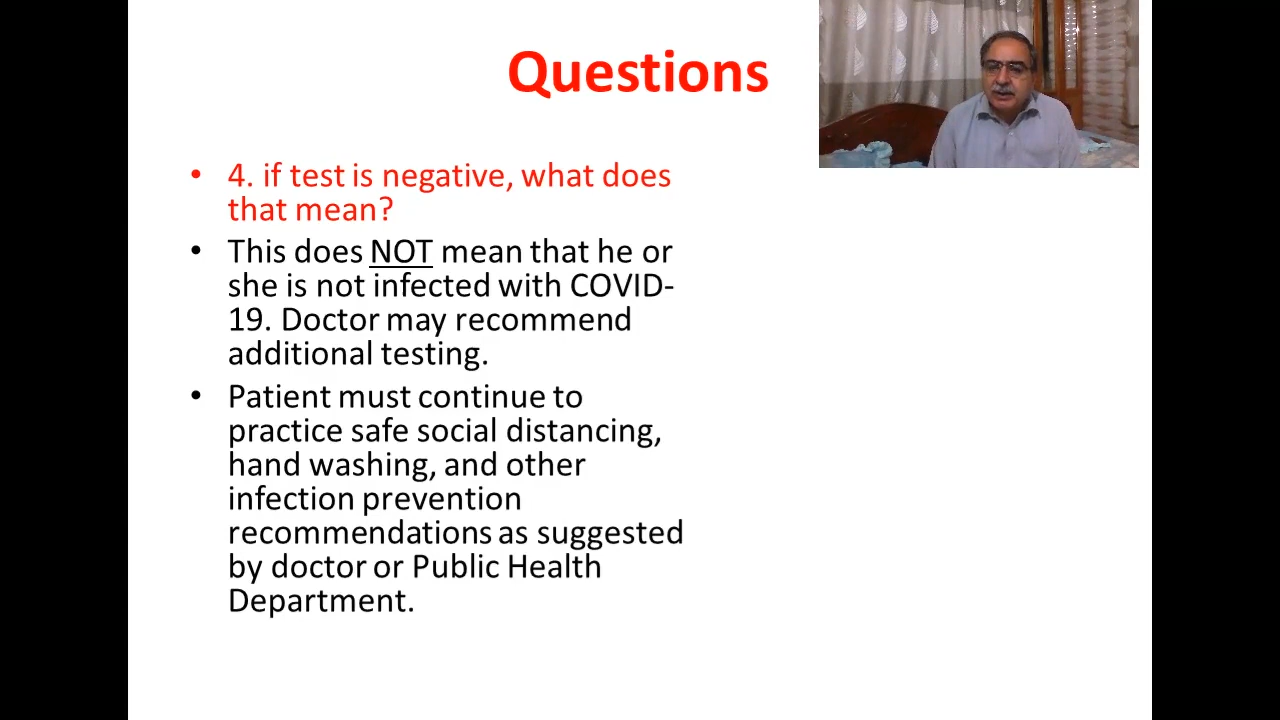 Questions
• 4. if test is negative, what does
that mean?
• This does NOT mean that he or
she is not infected with COVID-
19. Doctor may recommend
additional testing.
• Patient must continue to
practice safe social distancing,
hand washing, and other
infection prevention
recommendations as suggested
by doctor or Public Health
Department.